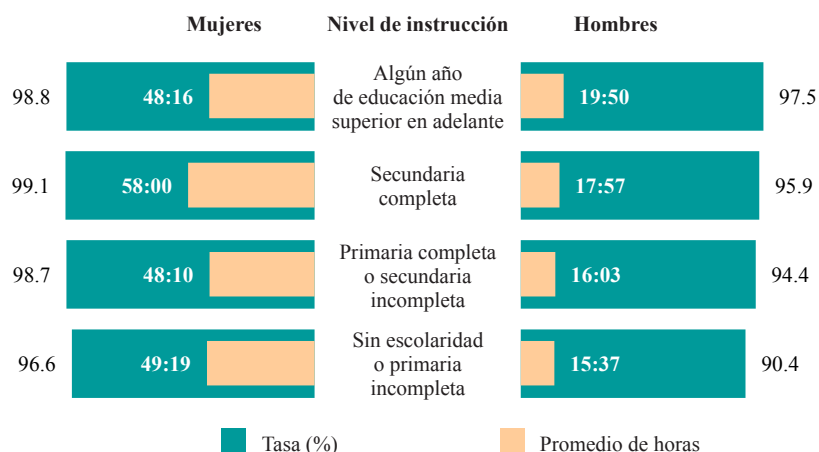 Mujeres Nivel de instrucción Hombres
98.8 48:16 Algún año
de educación media
superior en adelante 19:50 97.5
99.1 58:00 Secundaria
completa 17:57 95.9
98.7 48:10 Primaria completa
o secundaria
incompleta 16:03 94.4
96.6 49:19 Sin escolaridad
o primaria
incompleta 15:37 90.4
Tasa (%) Promedio de horas